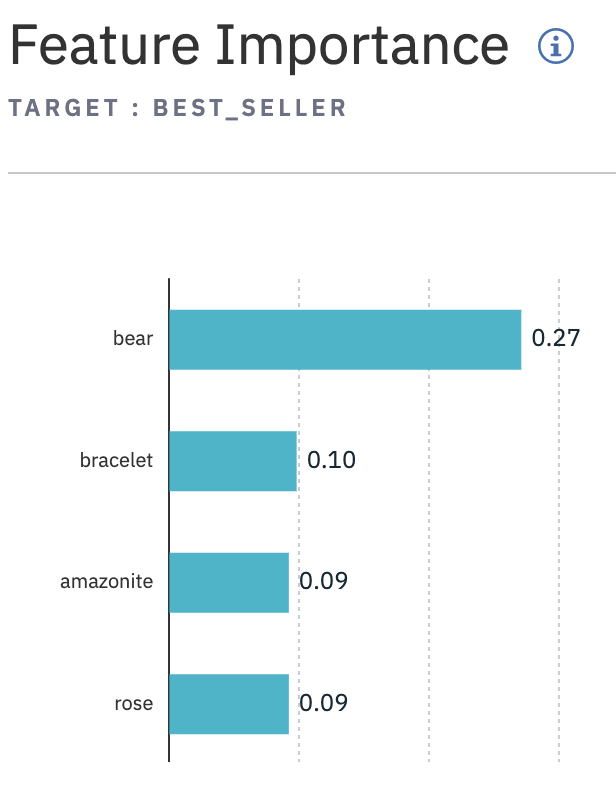 Feature Importance
TARGET : BEST_SELLER
bear 0.27
bracelet 0.10
amazonite 0.09
rose 0.09